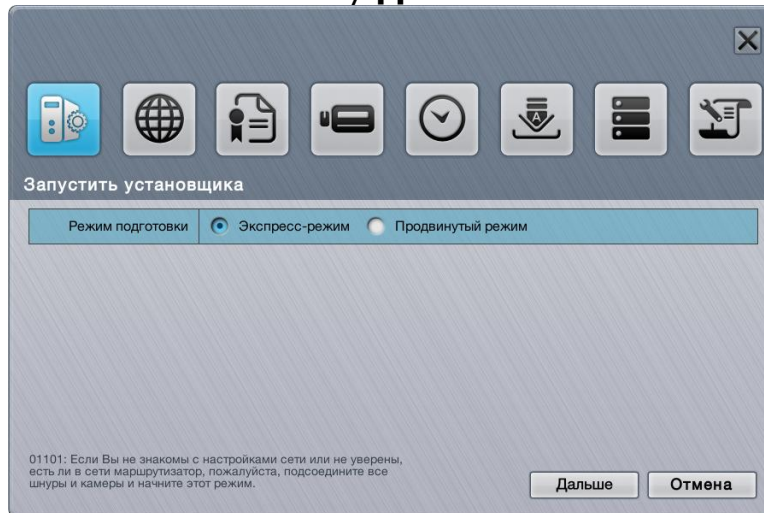 Запустить установщика
Режим подготовки Экспресс-режим Продвинутый режим
01101: Если Вы не знакомы с настройками сети или не уверены,
есть ли в сети маршрутизатор, пожалуйста, подсоедините все
шнуры и камеры и начните этот режим.
Дальше Отмена